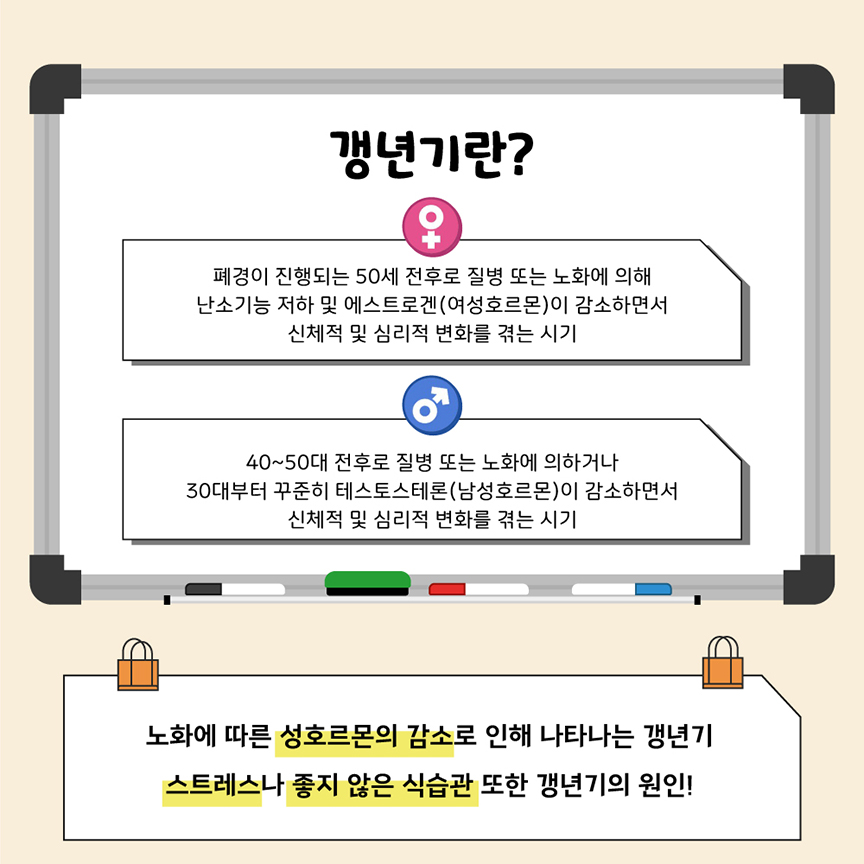 갱년기란?
폐경이 진행되는 50세 전후로 질병 또는 노화에 의해
난소기능 저하 및 에스트로겐(여성호르몬)이 감소하면서
신체적 및 심리적 변화를 겪는 시기
40~50대 전후로 질병 또는 노화에 의하거나
30대부터 꾸준히 테스토스테론(남성호르몬)이 감소하면서
신체적 및 심리적 변화를 겪는 시기
노화에 따른 성호르몬의 감소로 인해 나타나는 갱년기
스트레스나 좋지 않은 식습관 또한 갱년기의 원인!